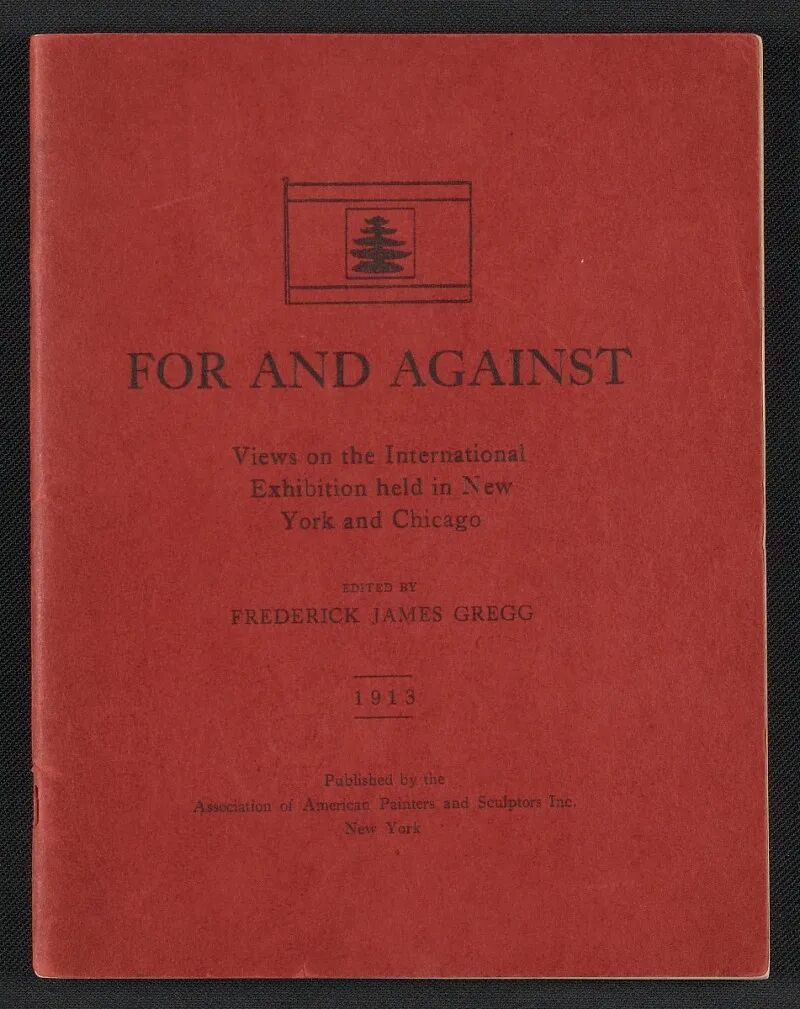 FOR AND AGAINST
Views on the International
Exhibition held in New
York and Chicago
EDITED BY
FREDERICK JAMES GREGG
1913
Published by the
Association of American Painters and Sculptors Inc.
New York